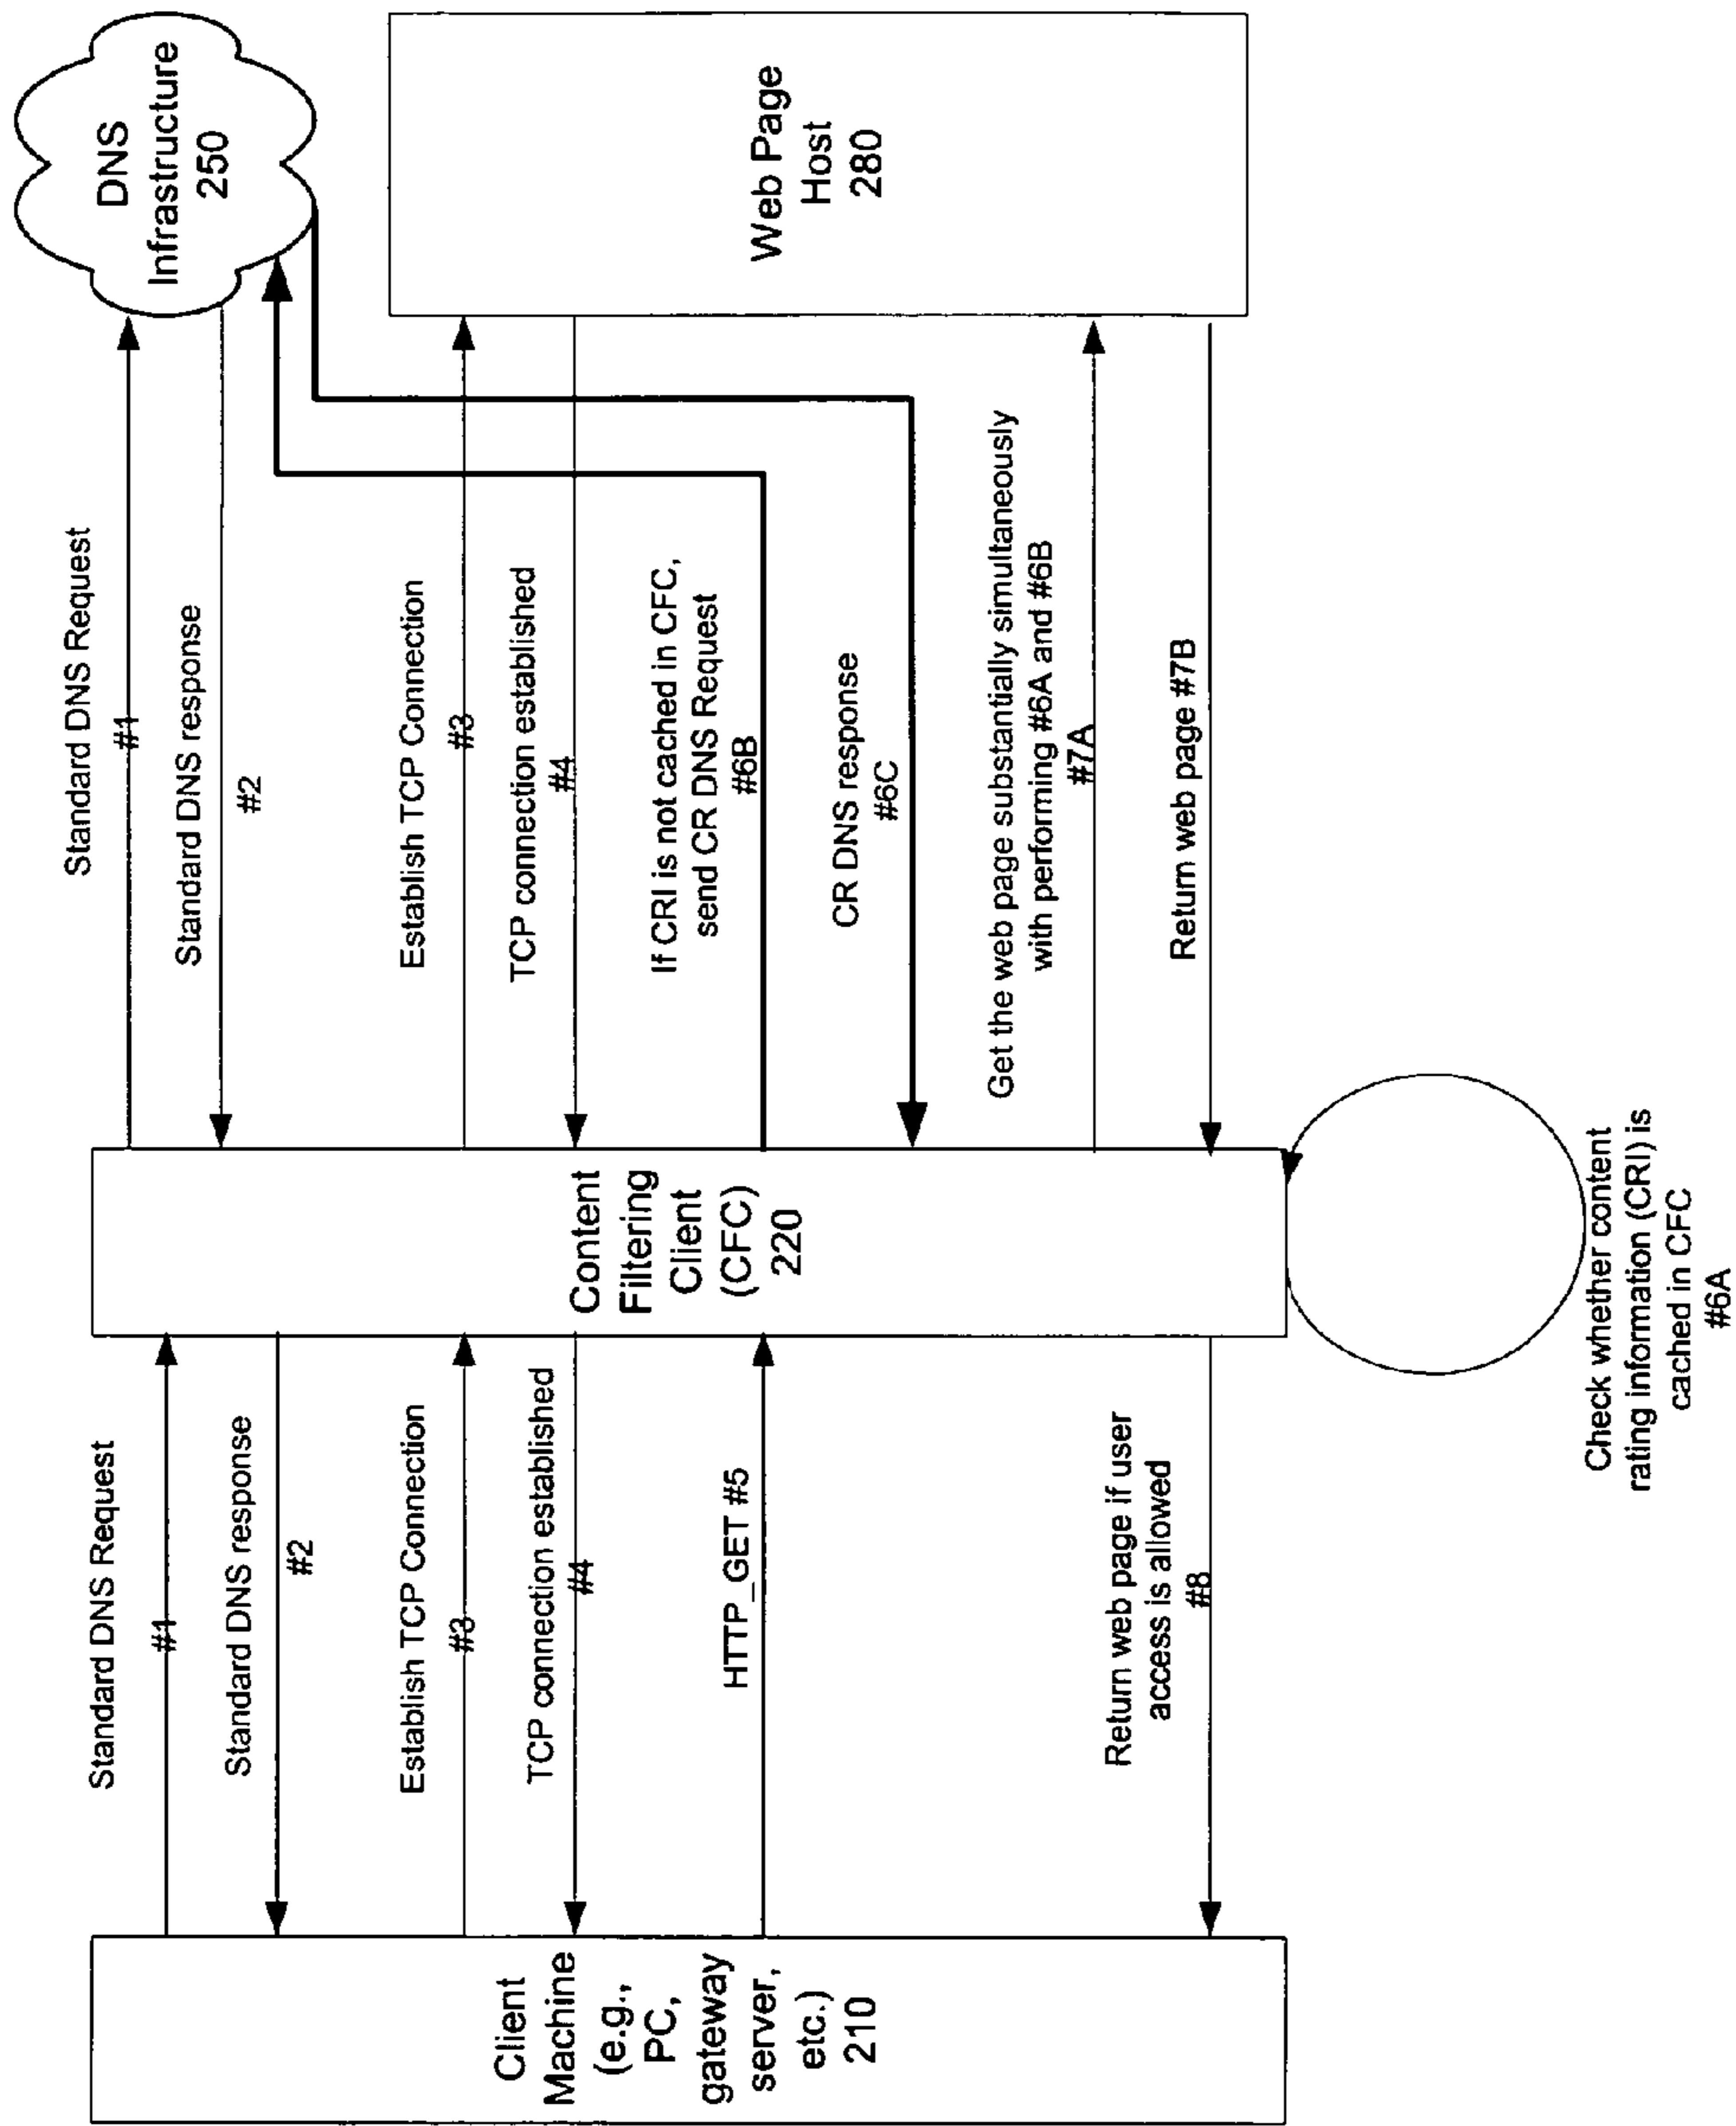 Client
Machine
(e.g.,
PC,
gateway
server,
etc.)
210
Standard DNS Request
#1
Standard DNS response
#2
Establish TCP Connection
#3
TCP connection established
#4
HTTP_GET #5
Return web page if user
access is allowed
#8
Content
Filtering
Client
(CFC)
220
Check whether content
rating information (CRI) is
cached in CFC
#6A
Standard DNS Request
#1
Standard DNS response
#2
Establish TCP Connection
#3
TCP connection established
#4
If CRI is not cached in CFC,
send CR DNS Request
#6B
CR DNS response
#6C
Get the web page substantially simultaneously
with performing #6A and #6B
#7A
Return web page #7B
DNS
Infrastructure
250
Web Page
Host
280